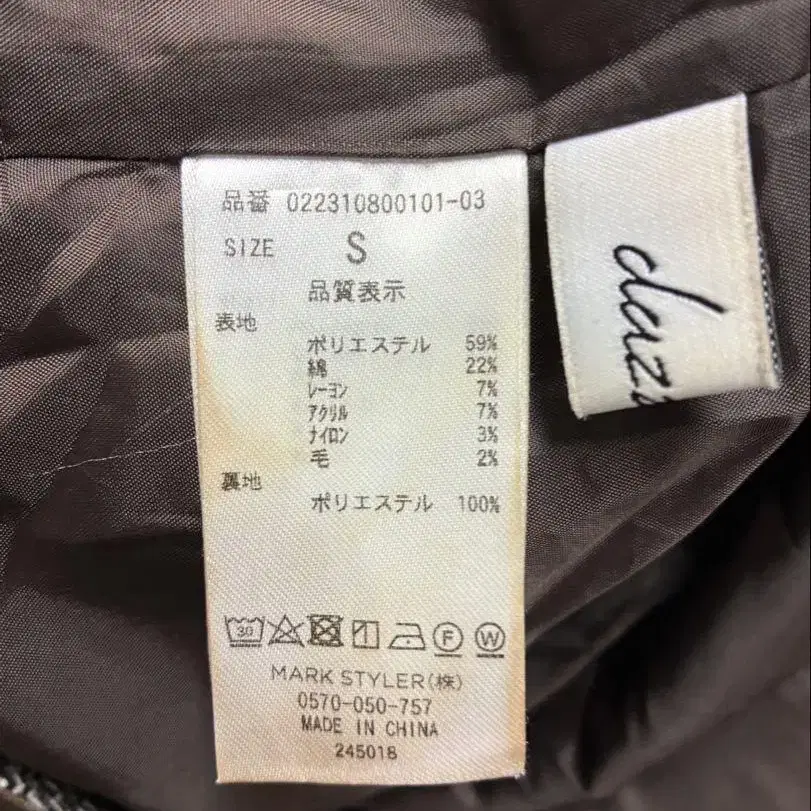 品番 022310800101-03
SIZE S
品質表示
表地
ポリエステル 59%
綿 22%
レーヨン 7%
アクリル 7%
ナイロン 3%
毛 2%
裏地
ポリエステル 100%
30
F W
MARK STYLER(株)
0570-050-757
MADE IN CHINA
245018